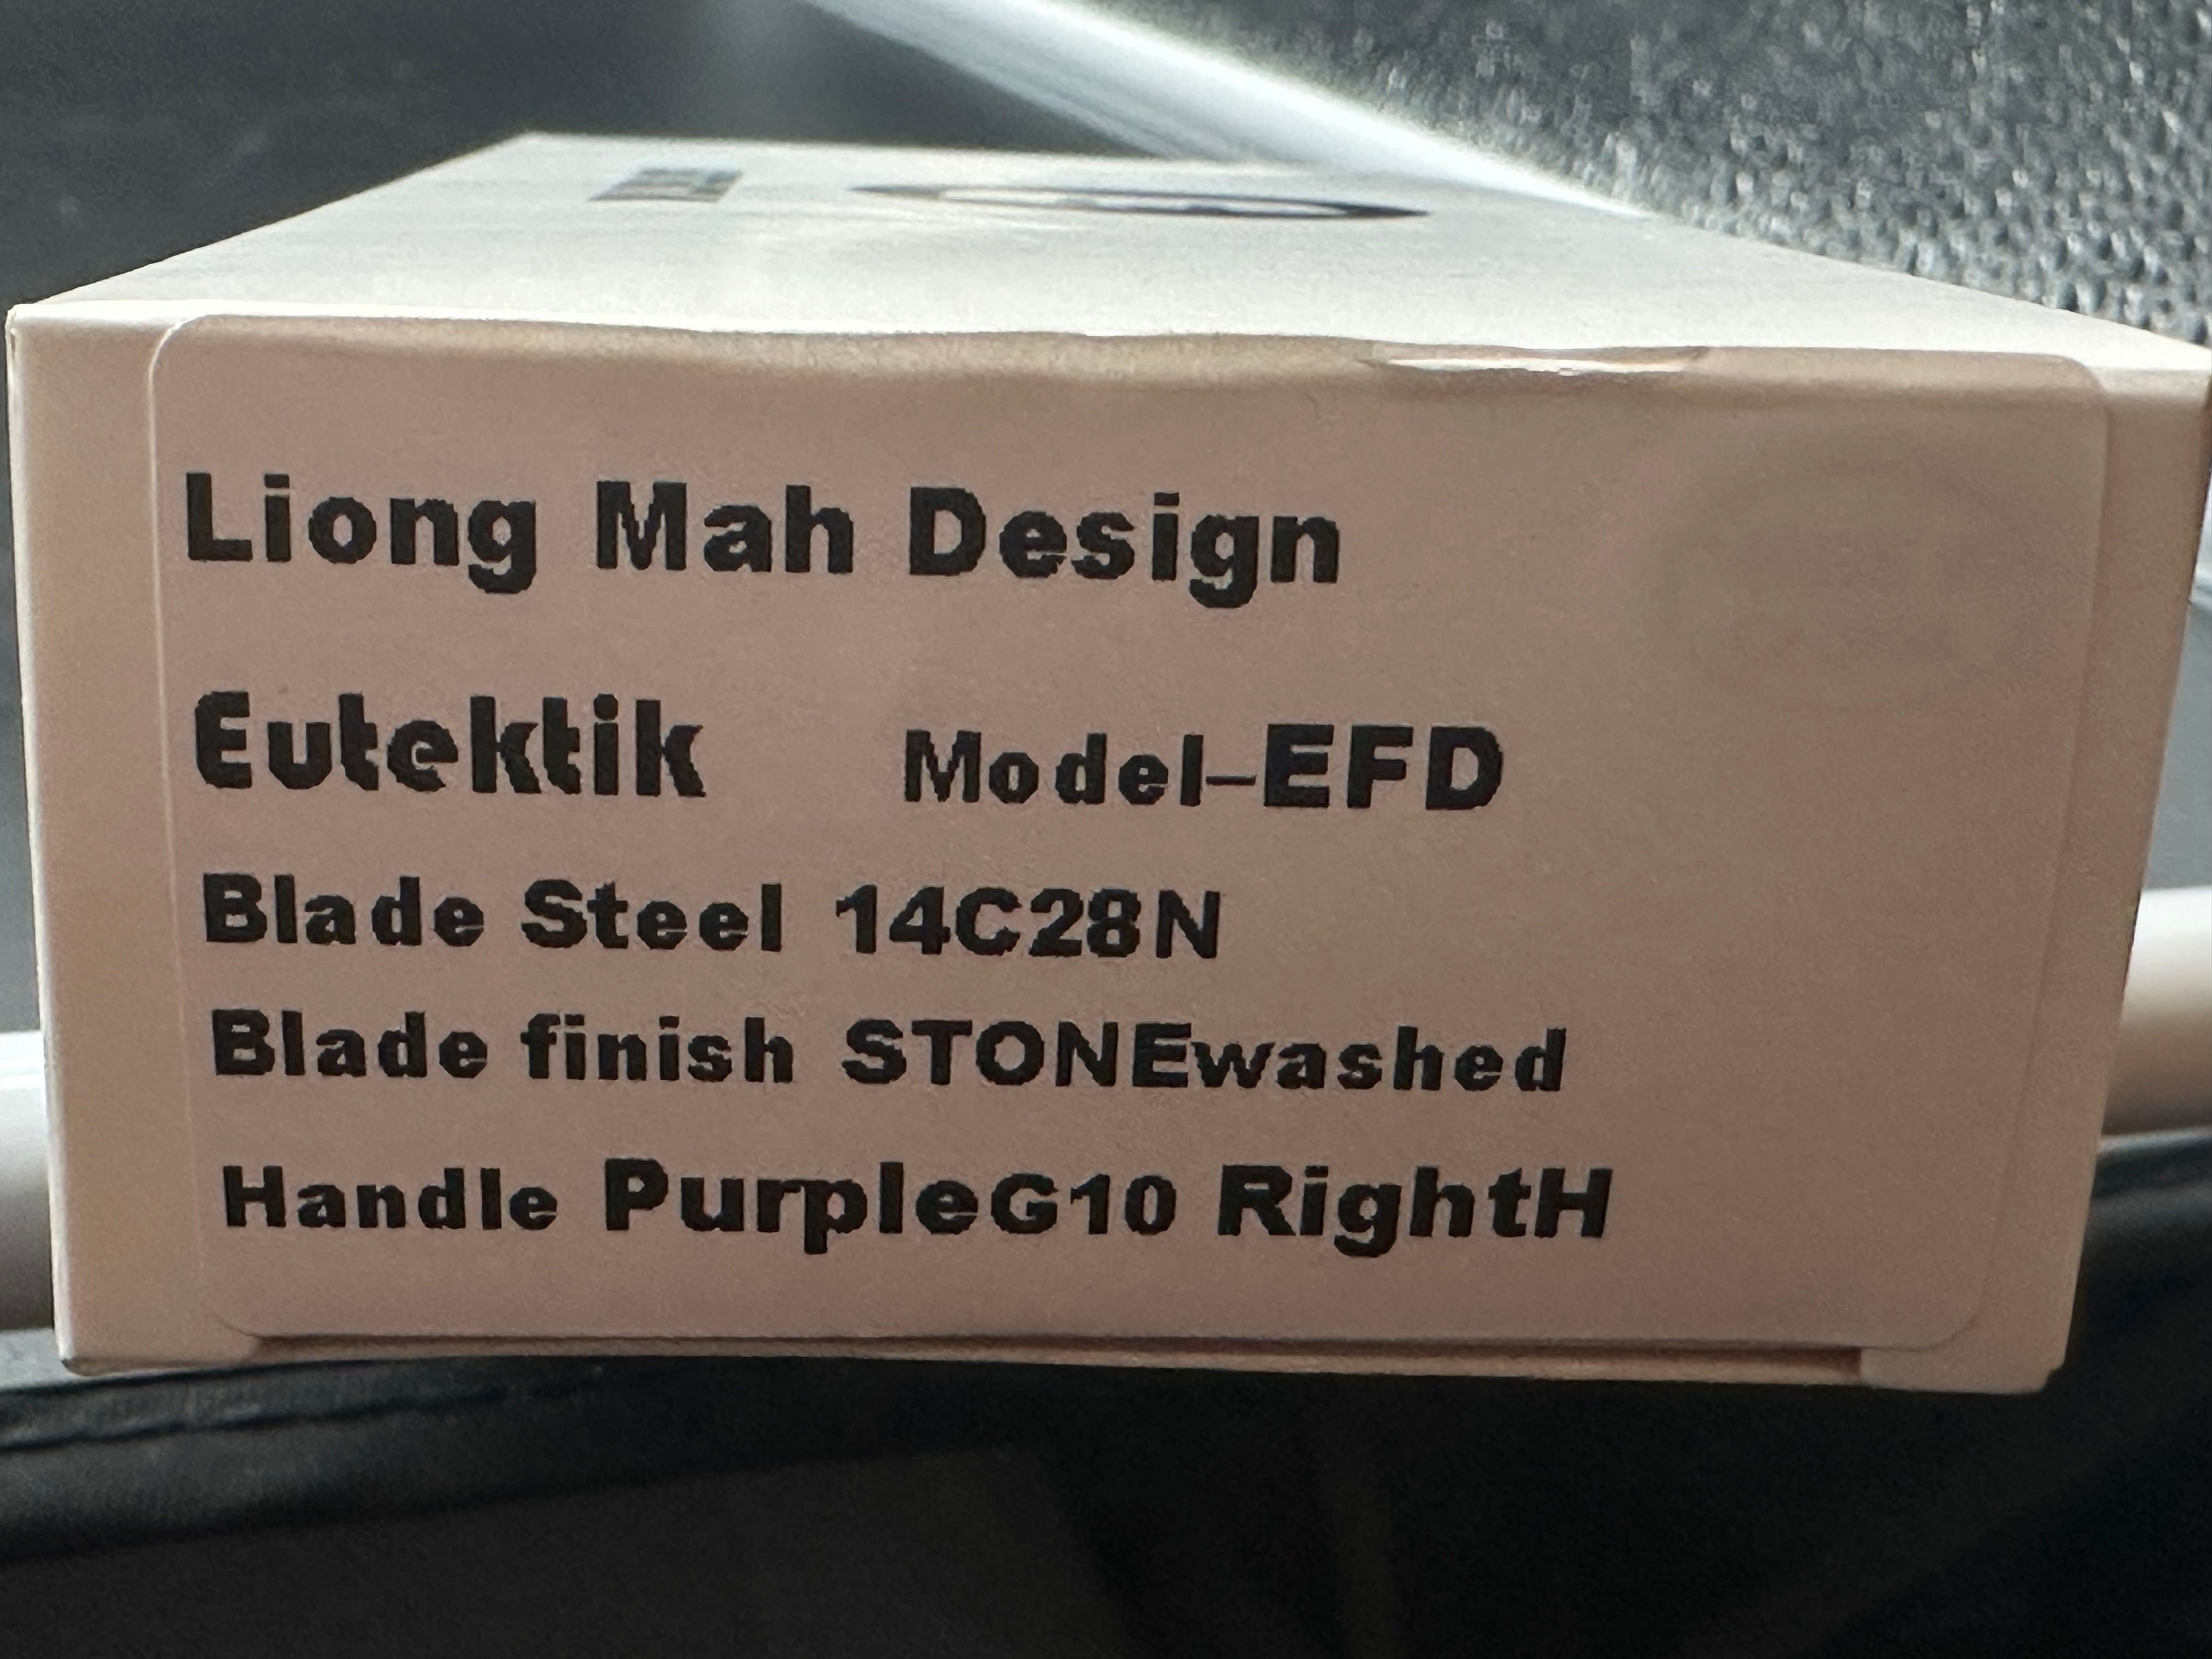 Liong Mah Design
Eutektik Model-EFD
Blade Steel 14C28N
Blade finish STONEwashed
Handle PurpleG10 RightH